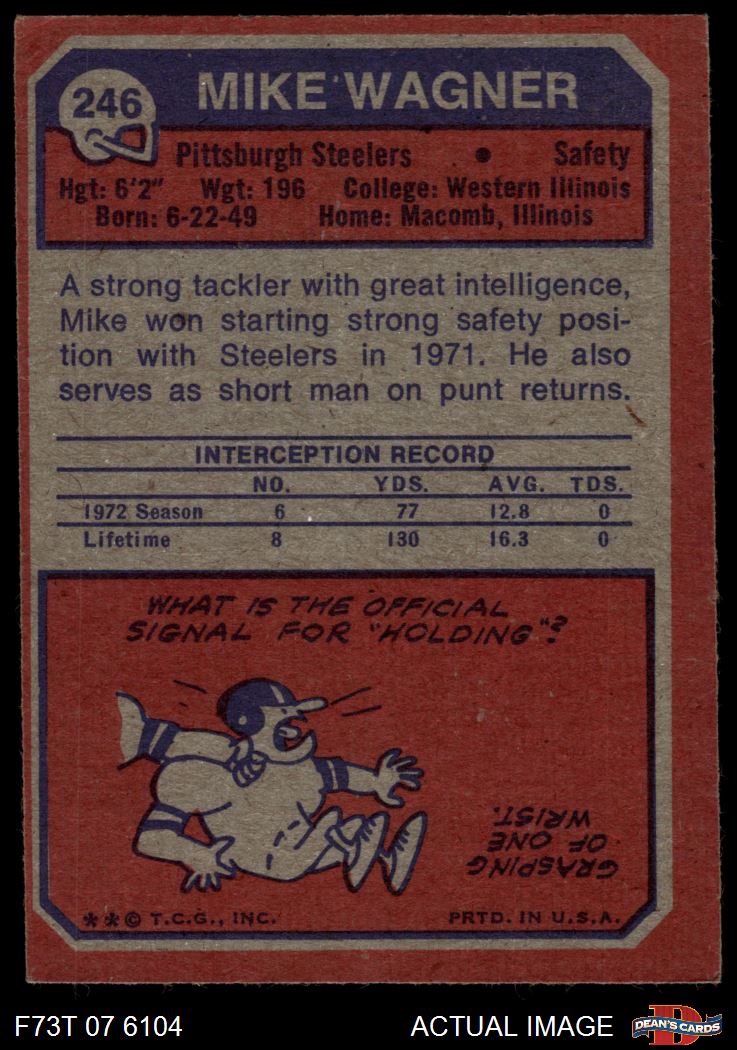 246
MIKE WAGNER
Pittsburgh Steelers • Safety
Hgt: 6'2" Wgt: 196 College: Western Illinois
Born: 6-22-49 Home: Macomb, Illinois
A strong tackler with great intelligence,
Mike won starting strong safety posi-
tion with Steelers in 1971. He also
serves as short man on punt returns.
INTERCEPTION RECORD
NO. YDS. AVG. TDS.
1972 Season 6 77 12.8 0
Lifetime 8 130 16.3 0
WHAT IS THE OFFICIAL
SIGNAL FOR "HOLDING"?
GRASPING
OF ONE
WRIST.
**© T.C.G., INC. PRTD. IN U.S.A.
F73T 07 6104 ACTUAL IMAGE
D
DEAN'S CARDS